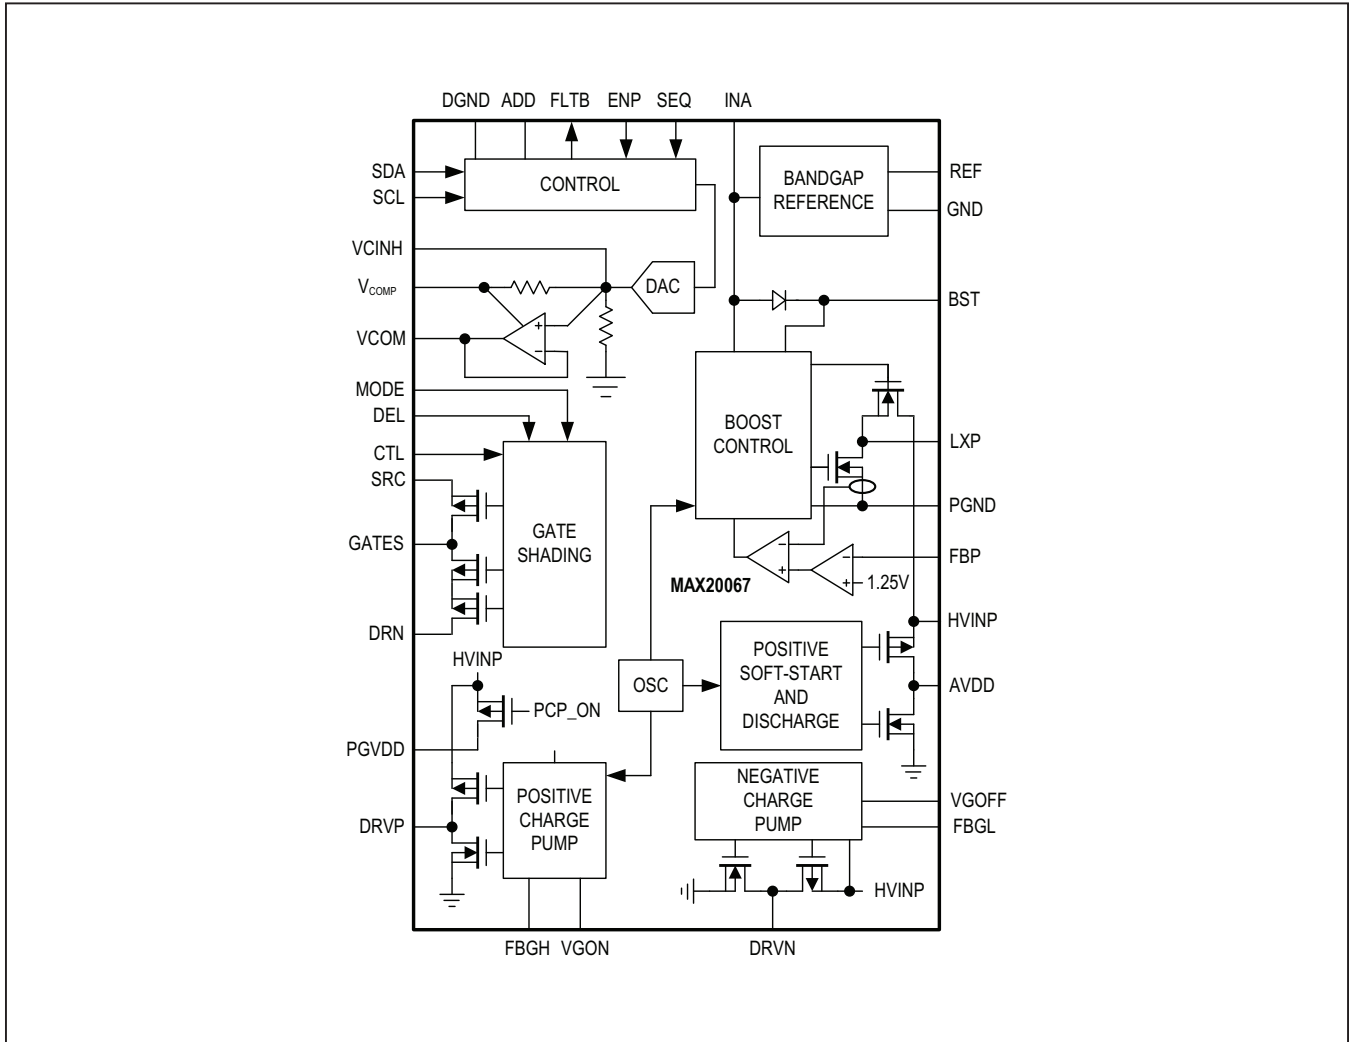 DGND ADD FLTB ENP SEQ INA
SDA
SCL
CONTROL
BANDGAP
REFERENCE
REF
GND
VCINH
VCOMP
DAC
BST
+
−
VCOM
MODE
DEL
CTL
SRC
GATES
DRN
GATE
SHADING
BOOST
CONTROL
LXP
PGND
−
+
−
+
1.25V
FBP
MAX20067
HVINP
HVINP
PCP_ON
OSC
POSITIVE
SOFT-START
AND
DISCHARGE
AVDD
PGVDD
DRVP
POSITIVE
CHARGE
PUMP
NEGATIVE
CHARGE
PUMP
VGOFF
FBGL
HVINP
FBGH VGON DRVN